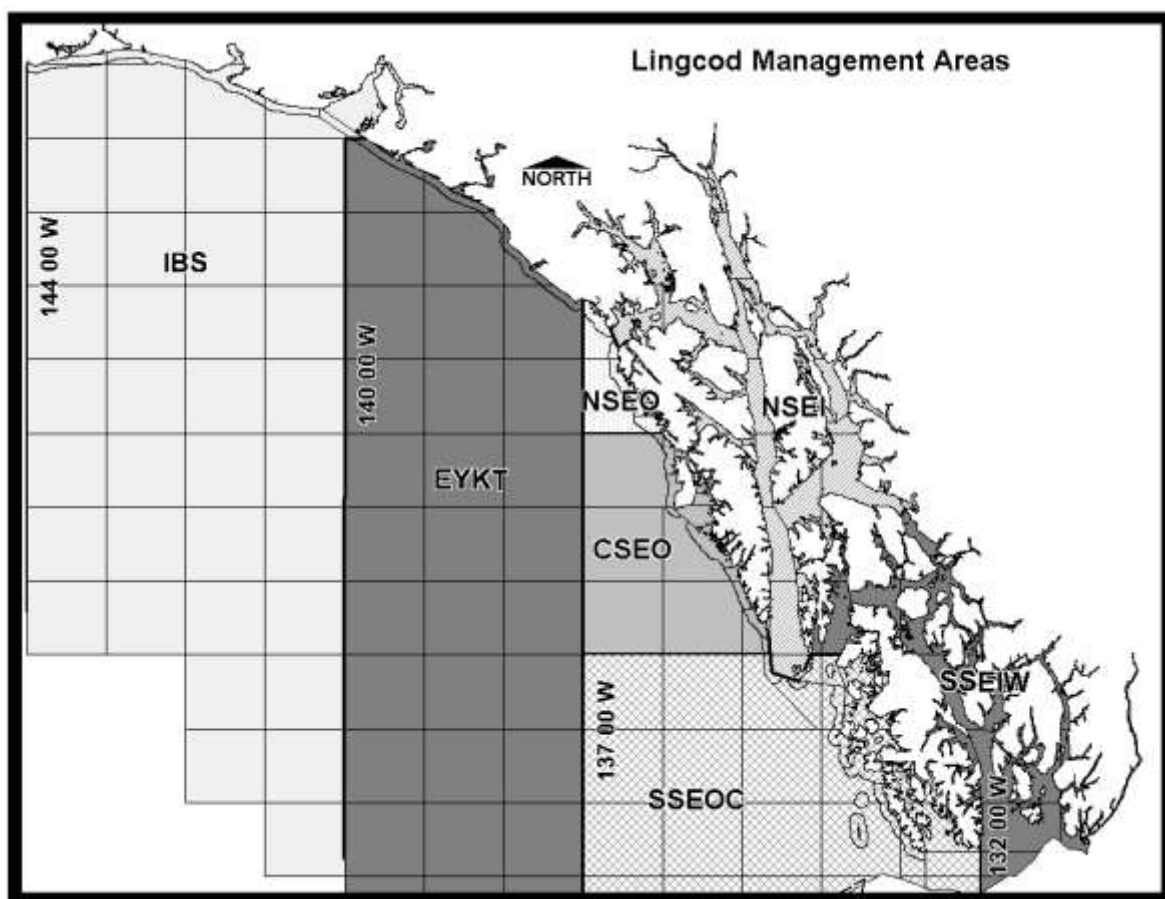 Lingcod Management Areas
NORTH
144 00 W
IBS
140 00 W
NSEO
NSEI
EYKT
CSEO
SSEIW
137 00 W
SSEOC
132 00 W